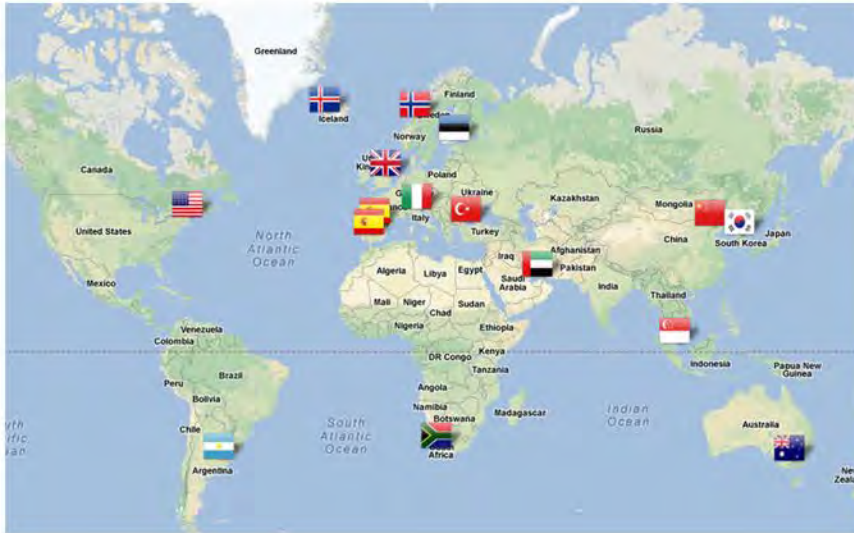 Greenland
Iceland
Finland
Norway
Russia
Canada
Poland
Ukraine
Kazakhstan
Mongolia
United States
Italy
Turkey
China
South Korea
Japan
North
Atlantic
Ocean
Iraq
Afghanistan
Pakistan
Algeria
Libya
Egypt
Saudi
Arabia
India
Mexico
Mali
Niger
Chad
Sudan
Thailand
Nigeria
Ethiopia
Venezuela
Colombia
DR Congo
Kenya
Tanzania
Indonesia
Papua New
Guinea
Peru
Brazil
Bolivia
Angola
Namibia
Botswana
Madagascar
Chile
South
Atlantic
Ocean
Indian
Ocean
Australia
Africa
Argentina